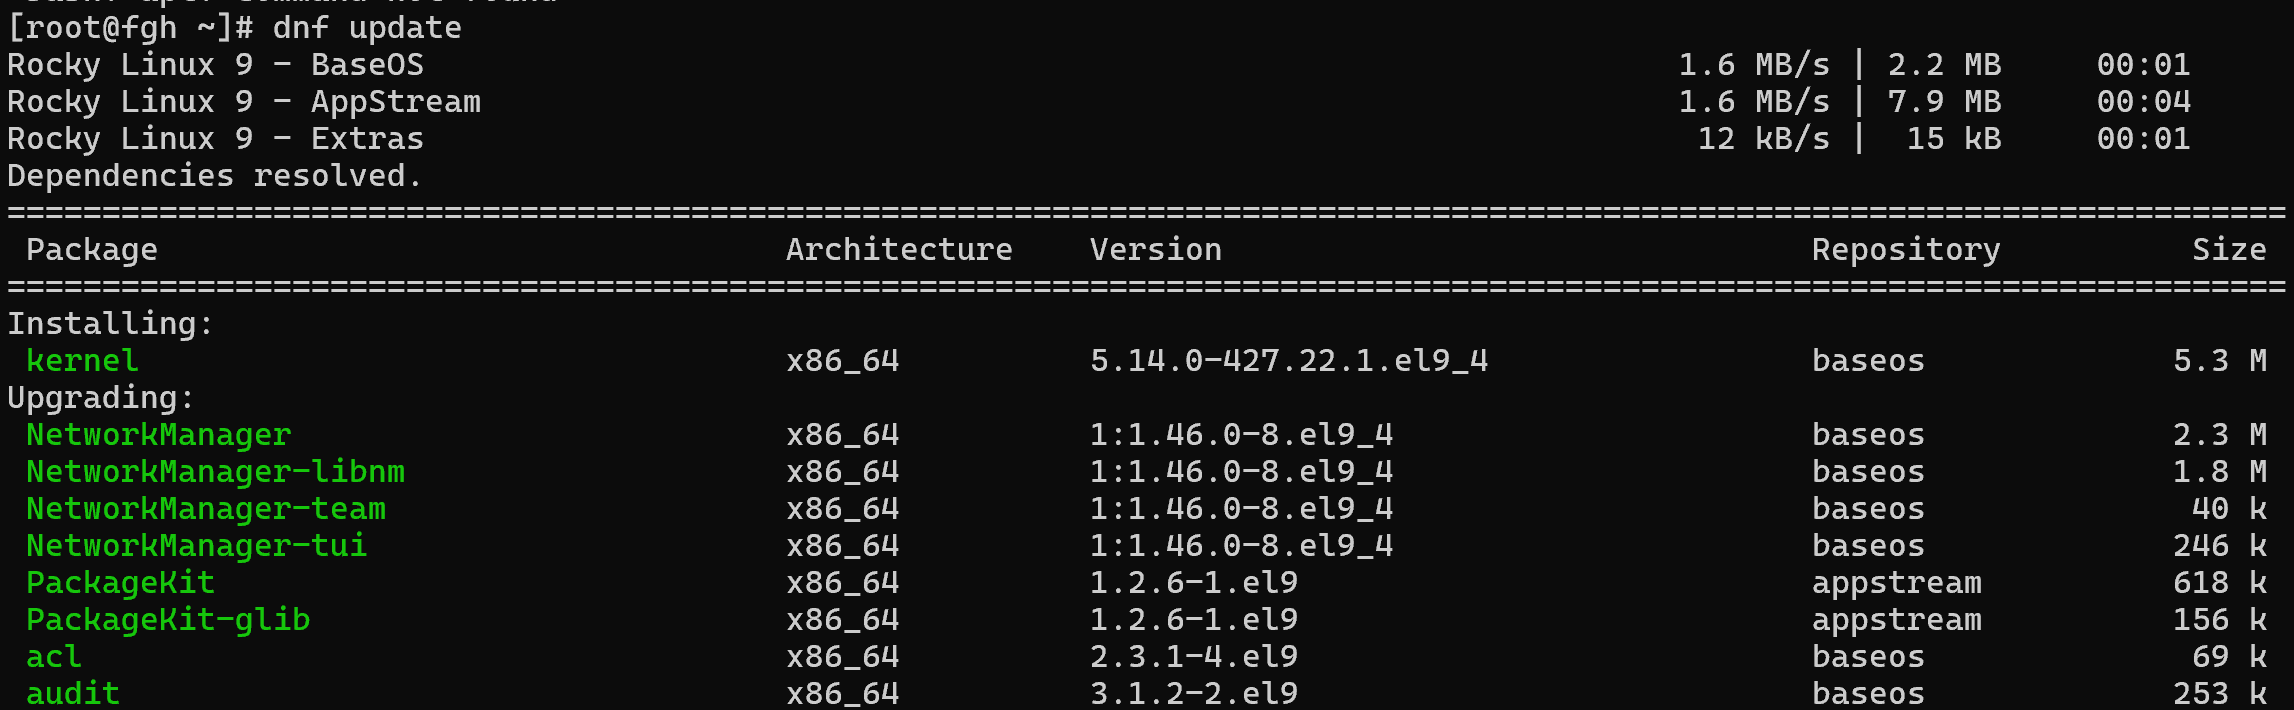 [root@fgh ~]# dnf update
Rocky Linux 9 - BaseOS 1.6 MB/s | 2.2 MB 00:01
Rocky Linux 9 - AppStream 1.6 MB/s | 7.9 MB 00:04
Rocky Linux 9 - Extras 12 kB/s | 15 kB 00:01
Dependencies resolved.
========================================================================================================================
Package Architecture Version Repository Size
========================================================================================================================
Installing:
kernel x86_64 5.14.0-427.22.1.el9_4 baseos 5.3 M
Upgrading:
NetworkManager x86_64 1:1.46.0-8.el9_4 baseos 2.3 M
NetworkManager-libnm x86_64 1:1.46.0-8.el9_4 baseos 1.8 M
NetworkManager-team x86_64 1:1.46.0-8.el9_4 baseos 40 k
NetworkManager-tui x86_64 1:1.46.0-8.el9_4 baseos 246 k
PackageKit x86_64 1.2.6-1.el9 appstream 618 k
PackageKit-glib x86_64 1.2.6-1.el9 appstream 156 k
acl x86_64 2.3.1-4.el9 baseos 69 k
audit x86_64 3.1.2-2.el9 baseos 253 k